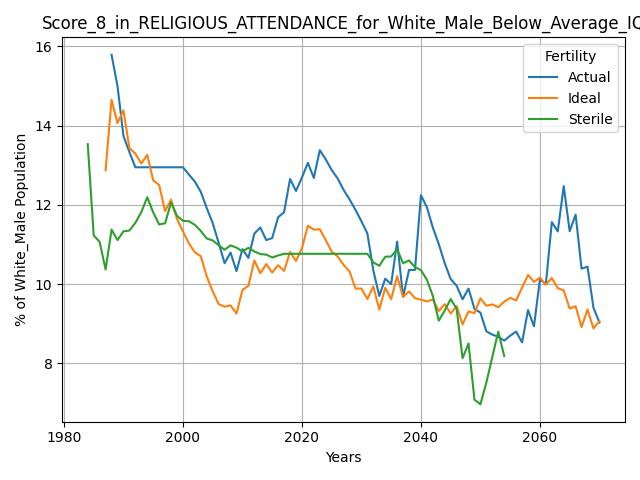 Score_8_in_RELIGIOUS_ATTENDANCE_for_White_Male_Below_Average_IQ
% of White_Male Population
16
14
12
10
8
Fertility
Actual
Ideal
Sterile
1980 2000 2020 2040 2060
Years